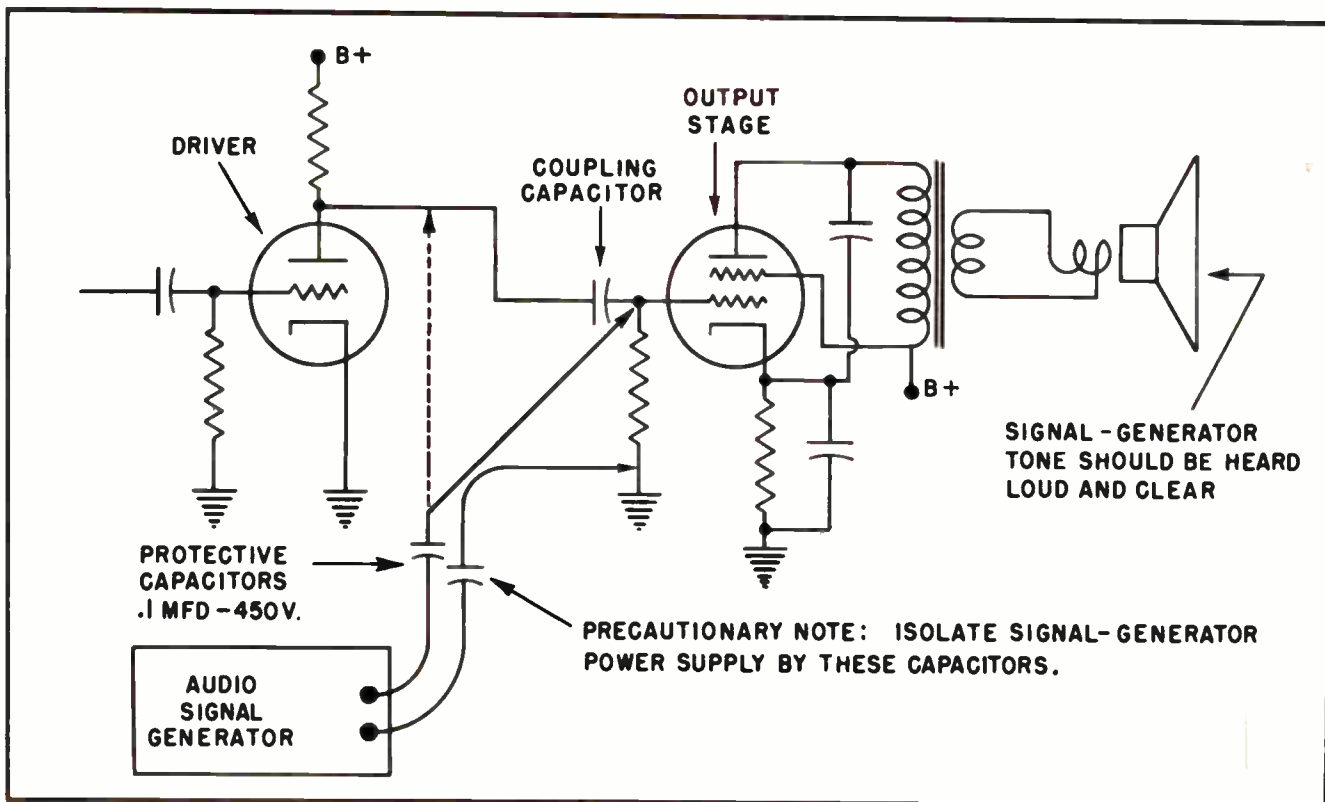 B+
DRIVER
OUTPUT
STAGE
COUPLING
CAPACITOR
B+
SIGNAL-GENERATOR
TONE SHOULD BE HEARD
LOUD AND CLEAR
PROTECTIVE
CAPACITORS
.1 MFD-450V.
PRECAUTIONARY NOTE: ISOLATE SIGNAL-GENERATOR
POWER SUPPLY BY THESE CAPACITORS.
AUDIO
SIGNAL
GENERATOR